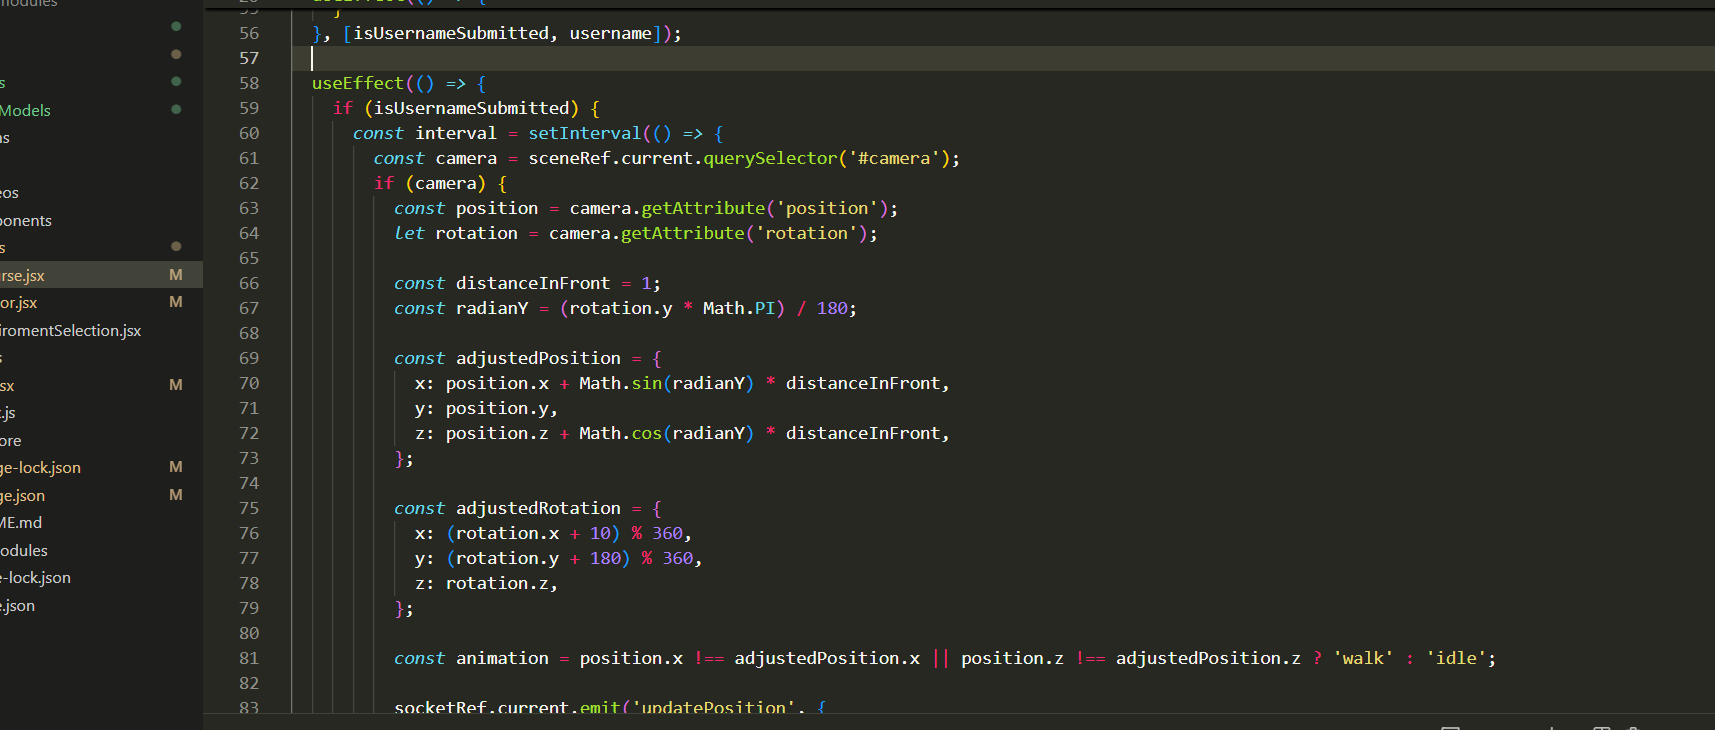 modules
s
Models
ns
eos
ponents
s
rse.jsx M
or.jsx M
iromentSelection.jsx
s
sx M
t.js
ore
ge-lock.json M
ge.json M
ME.md
odules
e-lock.json
e.json
56 }, [isUsernameSubmitted, username]);
57
58 useEffect(() => {
59 if (isUsernameSubmitted) {
60 const interval = setInterval(() => {
61 const camera = sceneRef.current.querySelector('#camera');
62 if (camera) {
63 const position = camera.getAttribute('position');
64 let rotation = camera.getAttribute('rotation');
65
66 const distanceInFront = 1;
67 const radianY = (rotation.y * Math.PI) / 180;
68
69 const adjustedPosition = {
70 x: position.x + Math.sin(radianY) * distanceInFront,
71 y: position.y,
72 z: position.z + Math.cos(radianY) * distanceInFront,
73 };
74
75 const adjustedRotation = {
76 x: (rotation.x + 10) % 360,
77 y: (rotation.y + 180) % 360,
78 z: rotation.z,
79 };
80
81 const animation = position.x !== adjustedPosition.x || position.z !== adjustedPosition.z ? 'walk' : 'idle';
82
83 socketRef.current.emit('updatePosition', {